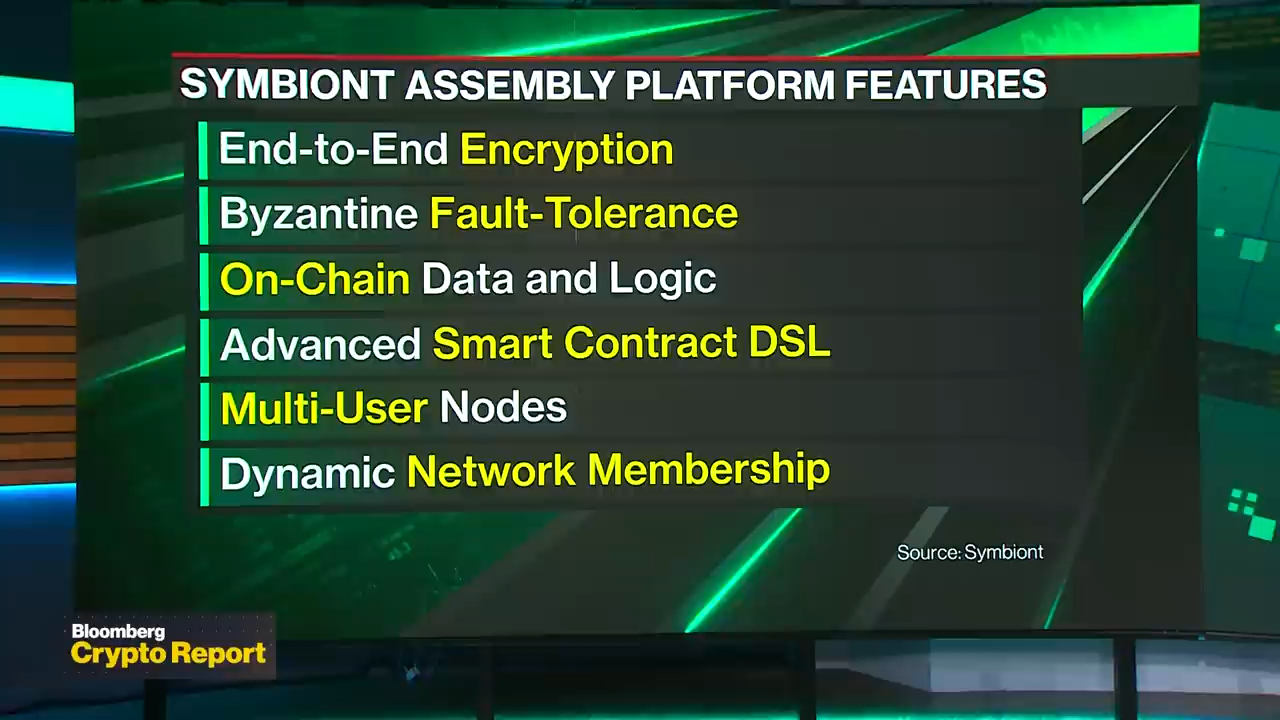 SYMBIONT ASSEMBLY PLATFORM FEATURES
End-to-End Encryption
Byzantine Fault-Tolerance
On-Chain Data and Logic
Advanced Smart Contract DSL
Multi-User Nodes
Dynamic Network Membership
Source: Symbiont
Bloomberg
Crypto Report